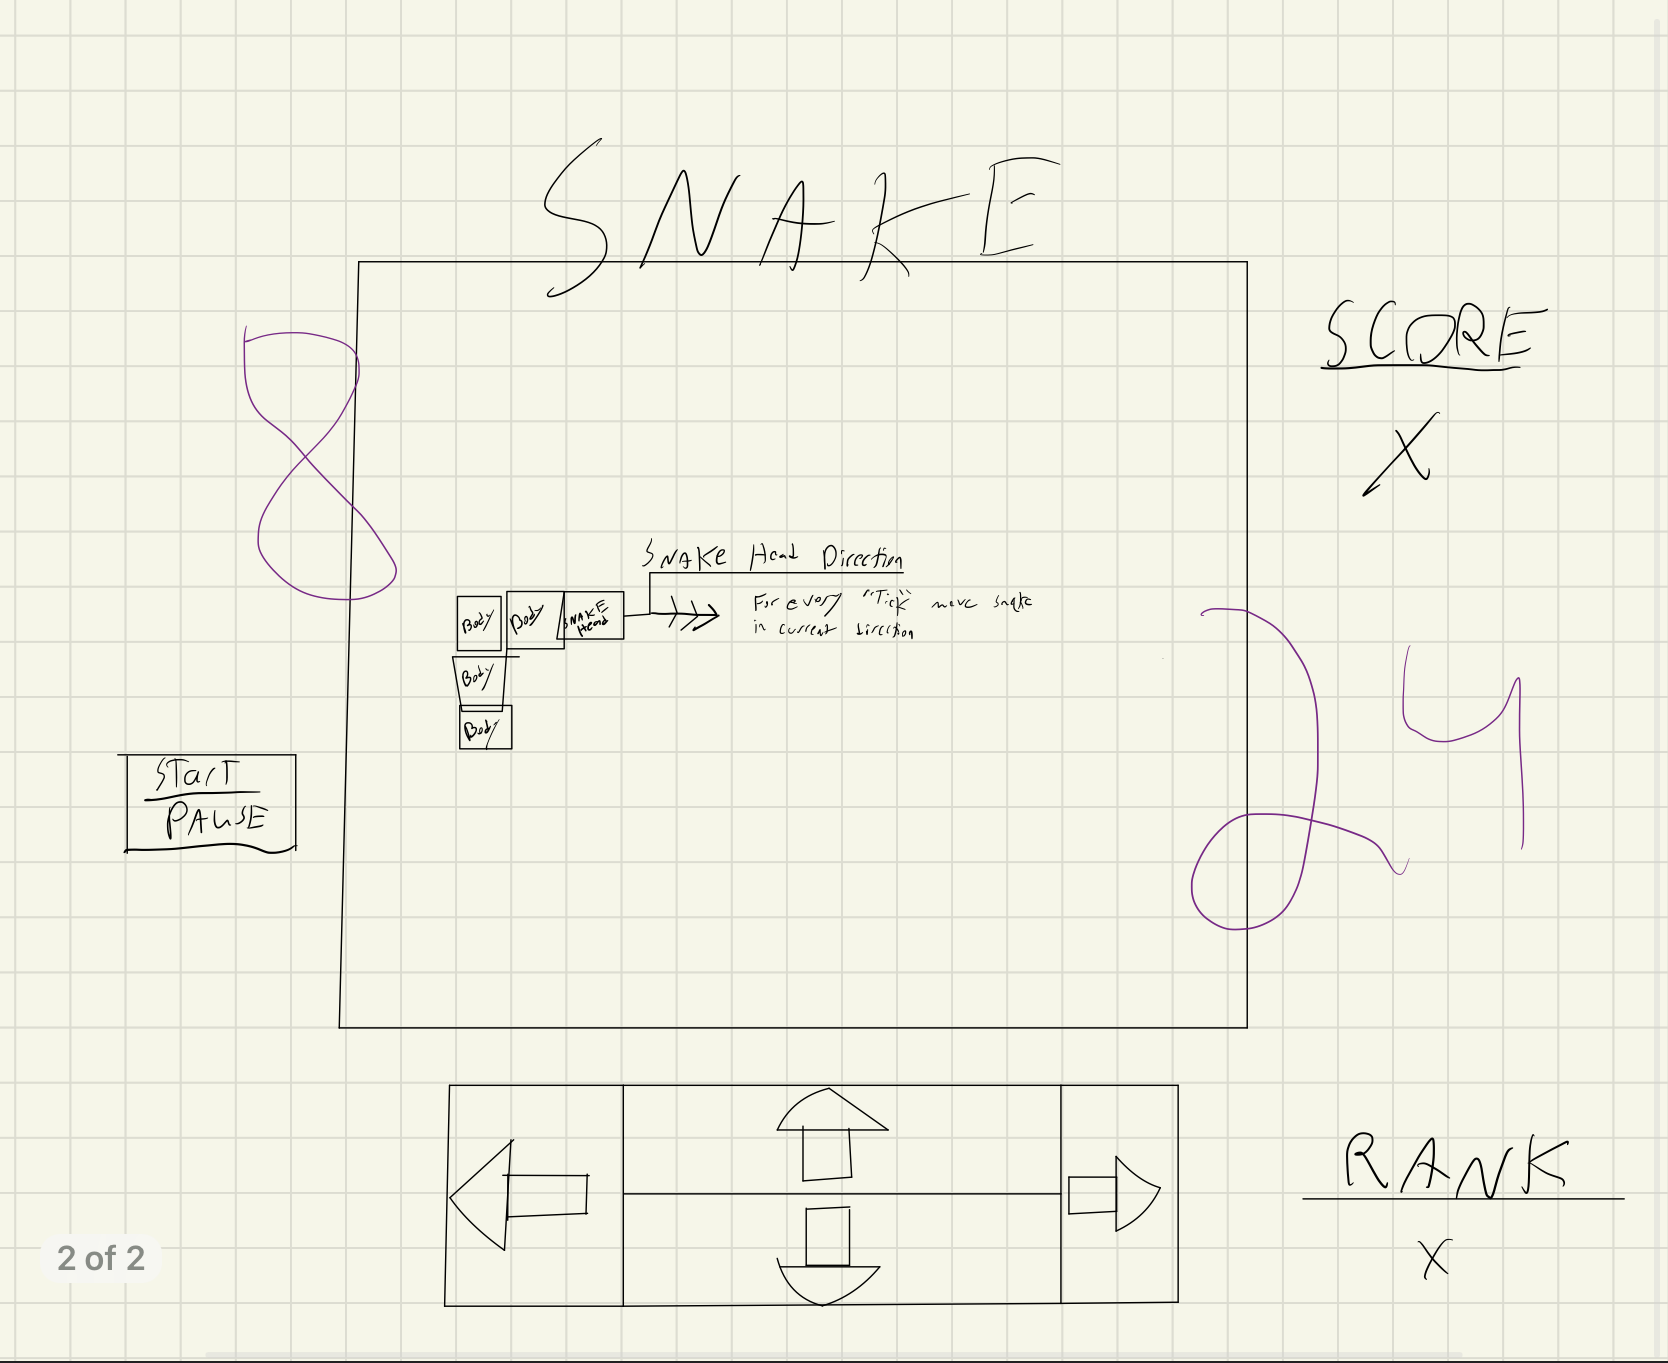 SNAKE
8
SCORE
X
SNAKE Head Direction
Body Body SNAKE Head
For every "Tick" move snake
in current direction
Body
Body
24
START
PAUSE
RANK
X
2 of 2